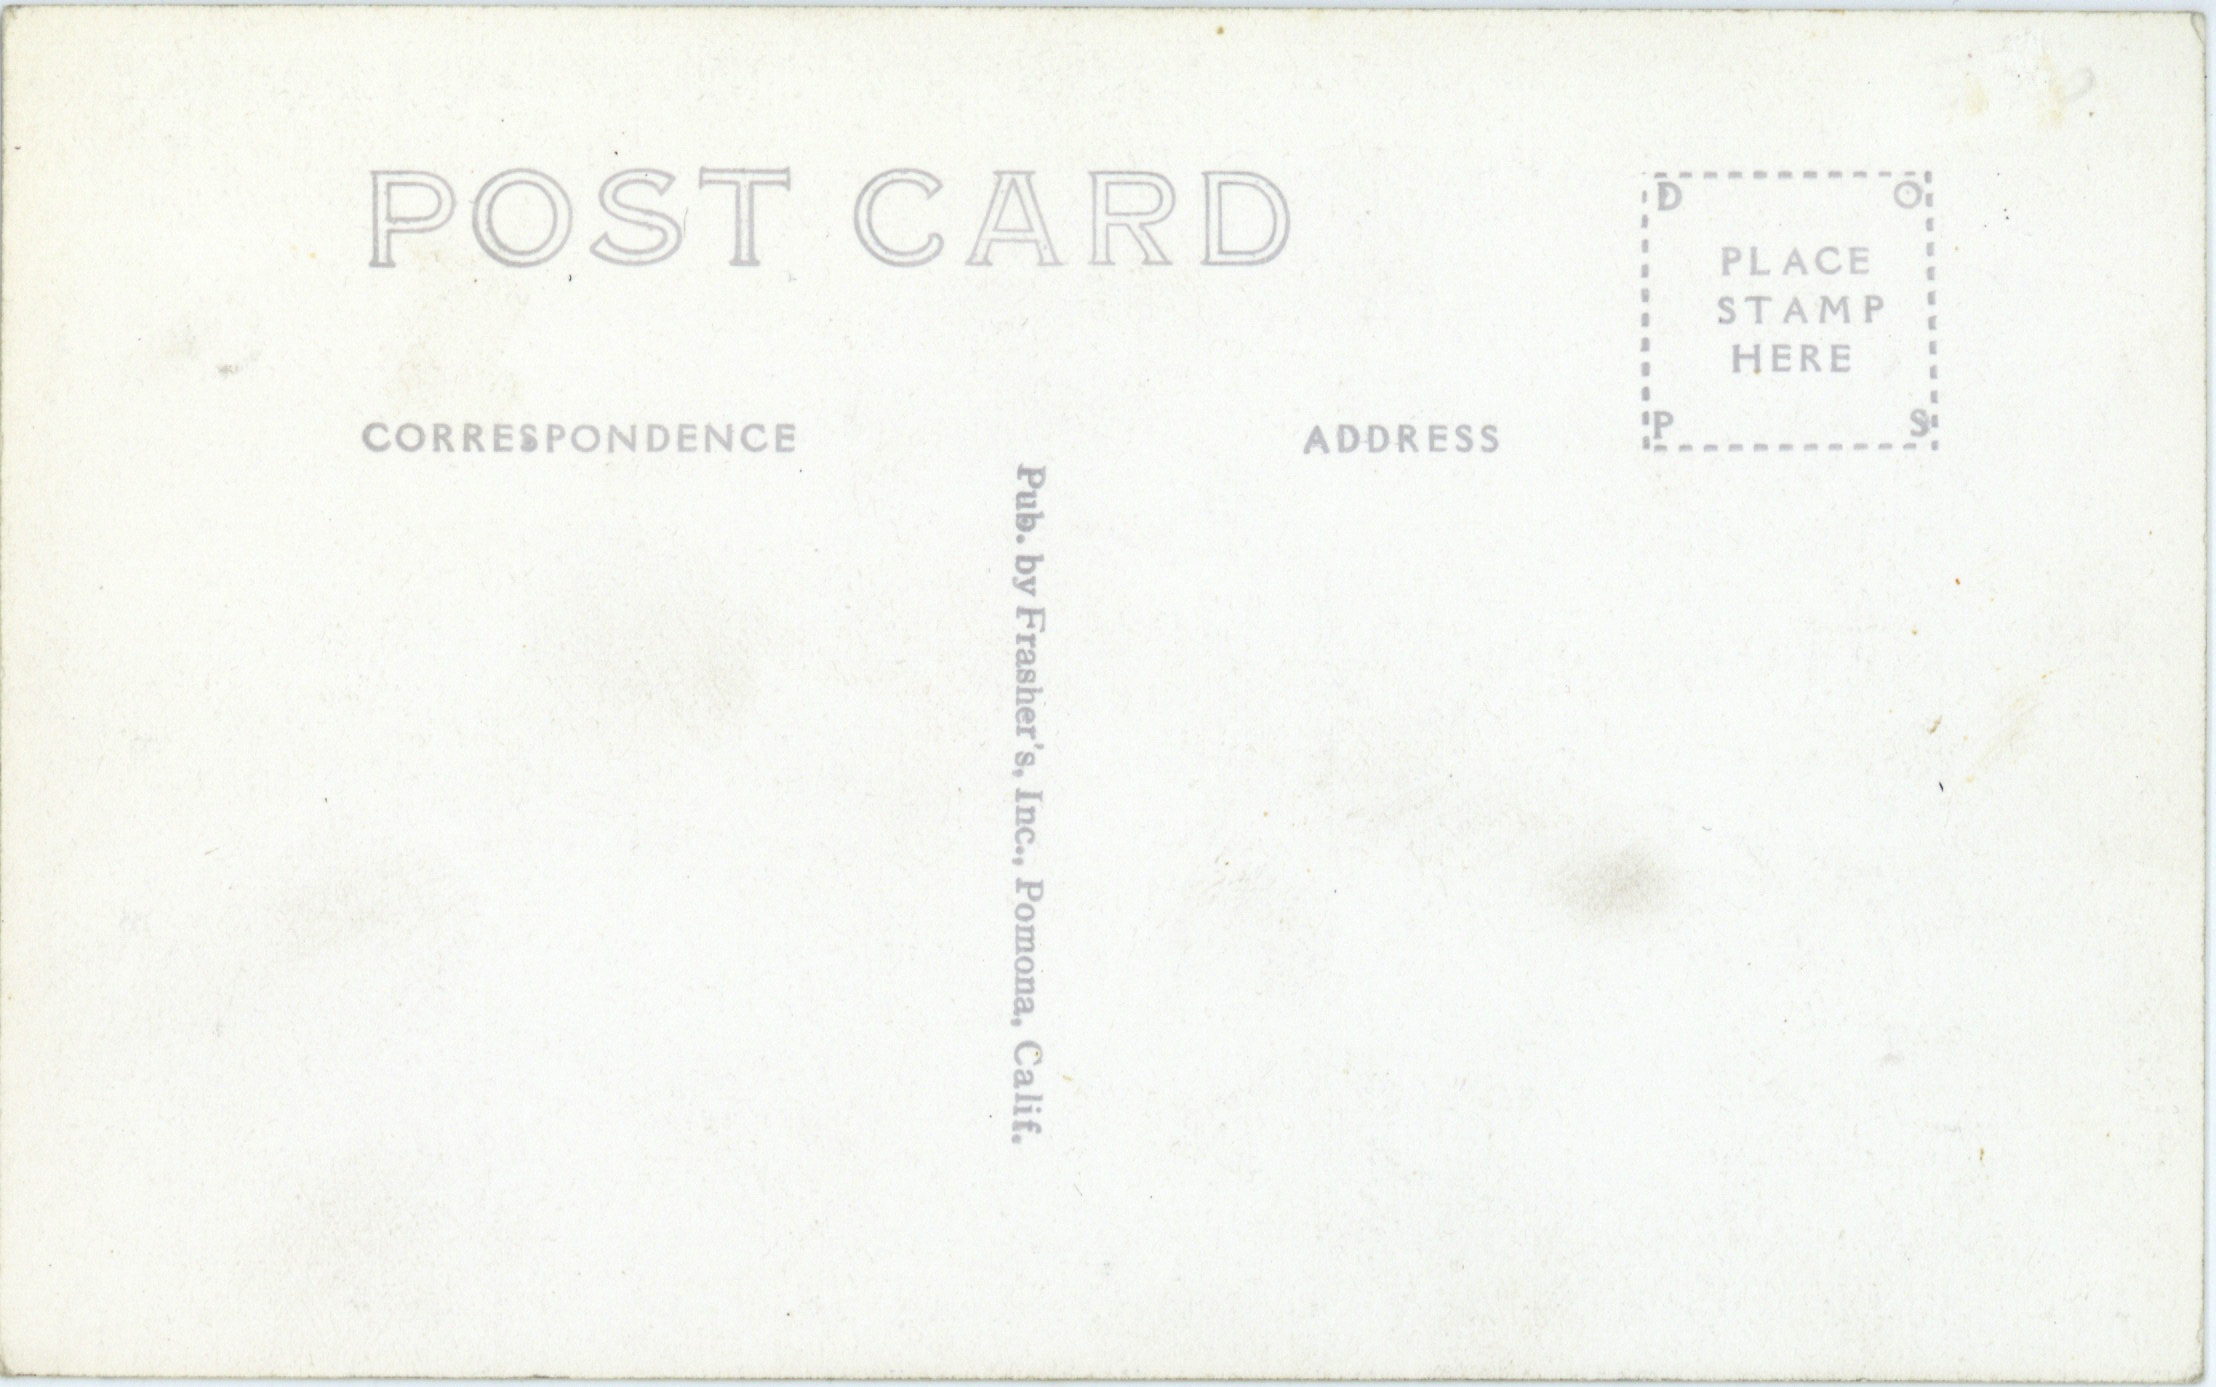 POST CARD
D O
PLACE
STAMP
HERE
P S
CORRESPONDENCE
ADDRESS
Pub. by Frasher's, Inc., Pomona, Calif.